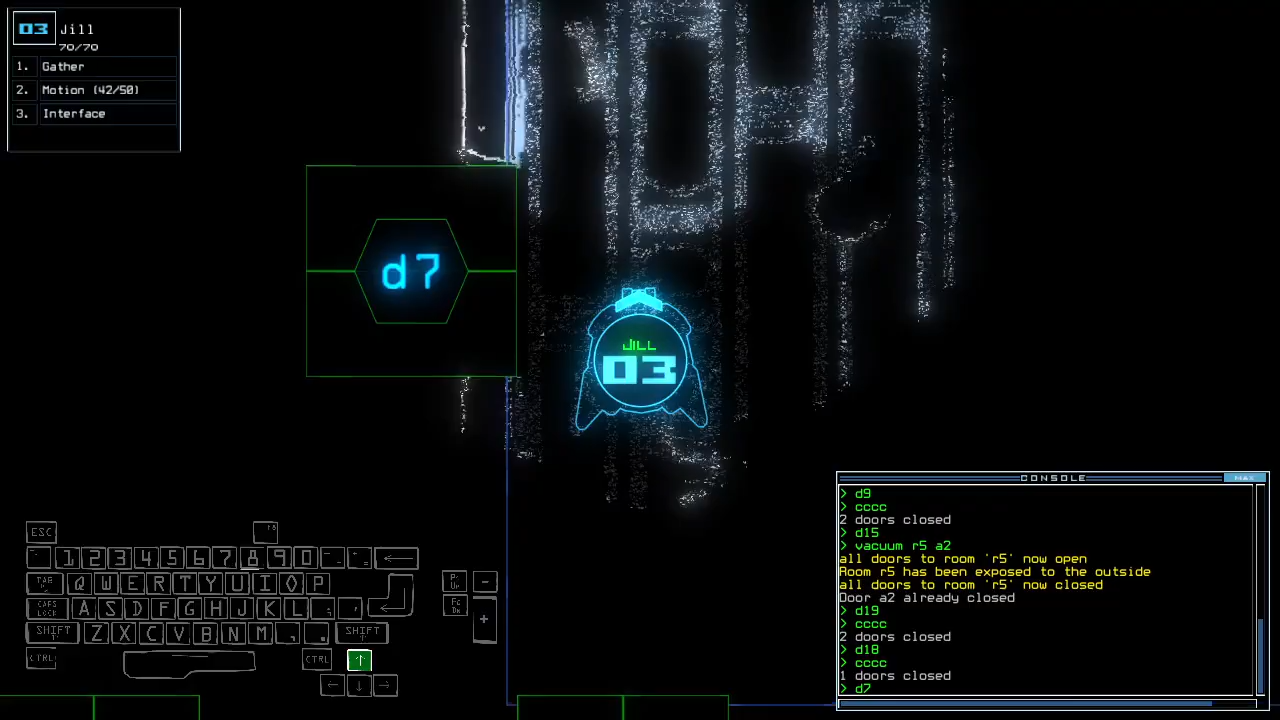 03 Jill
70/70
1. Gather
2. Motion (42/50)
3. Interface
d7
JILL
03
CONSOLE MAX
> d9
> cccc
2 doors closed
> d15
> vacuum r5 a2
all doors to room 'r5' now open
Room r5 has been exposed to the outside
all doors to room 'r5' now closed
Door a2 already closed
> d19
> cccc
2 doors closed
> d18
> cccc
1 doors closed
> d7
ESC
1 2 3 4 5 6 7 8 9 0 - =
TAB Q W E R T Y U I O P
CAPS LOCK A S D F G H J K L ; '
SHIFT Z X C V B N M , . SHIFT
CTRL CTRL